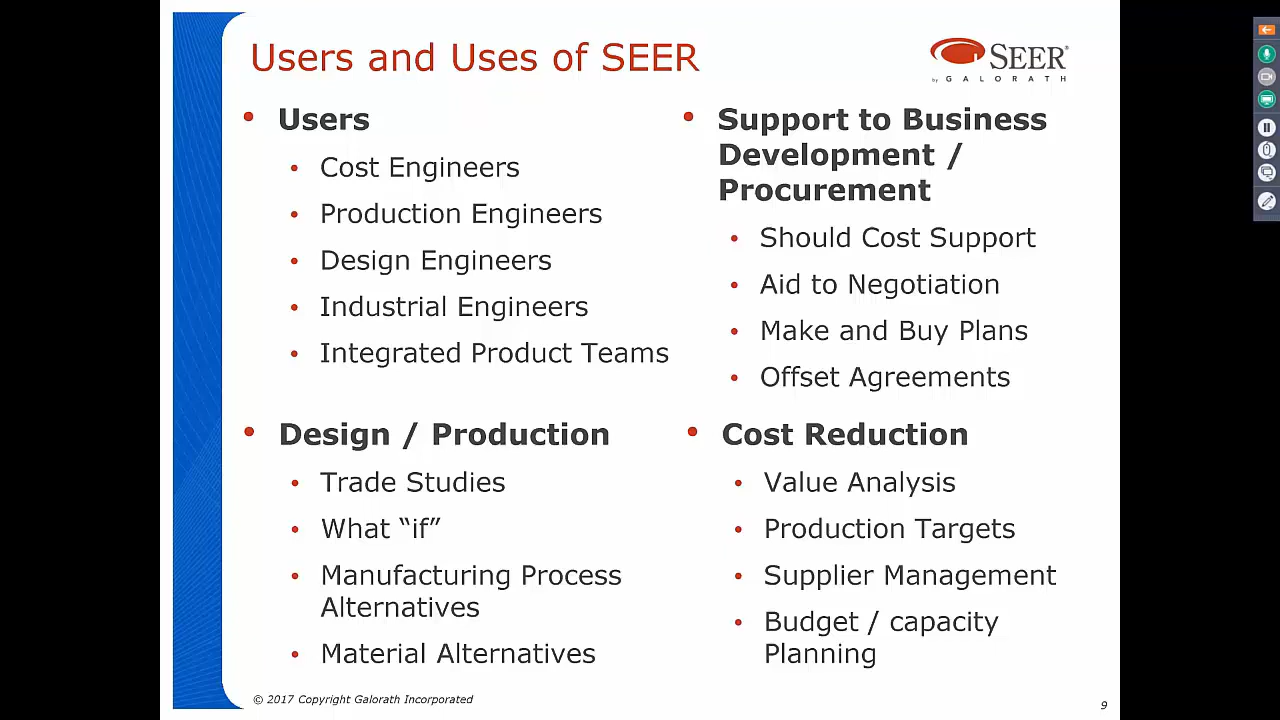 Users and Uses of SEER
SEER®
by GALORATH
• Users
• Cost Engineers
• Production Engineers
• Design Engineers
• Industrial Engineers
• Integrated Product Teams
• Support to Business
Development /
Procurement
• Should Cost Support
• Aid to Negotiation
• Make and Buy Plans
• Offset Agreements
• Design / Production
• Trade Studies
• What “if”
• Manufacturing Process
Alternatives
• Material Alternatives
• Cost Reduction
• Value Analysis
• Production Targets
• Supplier Management
• Budget / capacity
Planning
© 2017 Copyright Galorath Incorporated
9